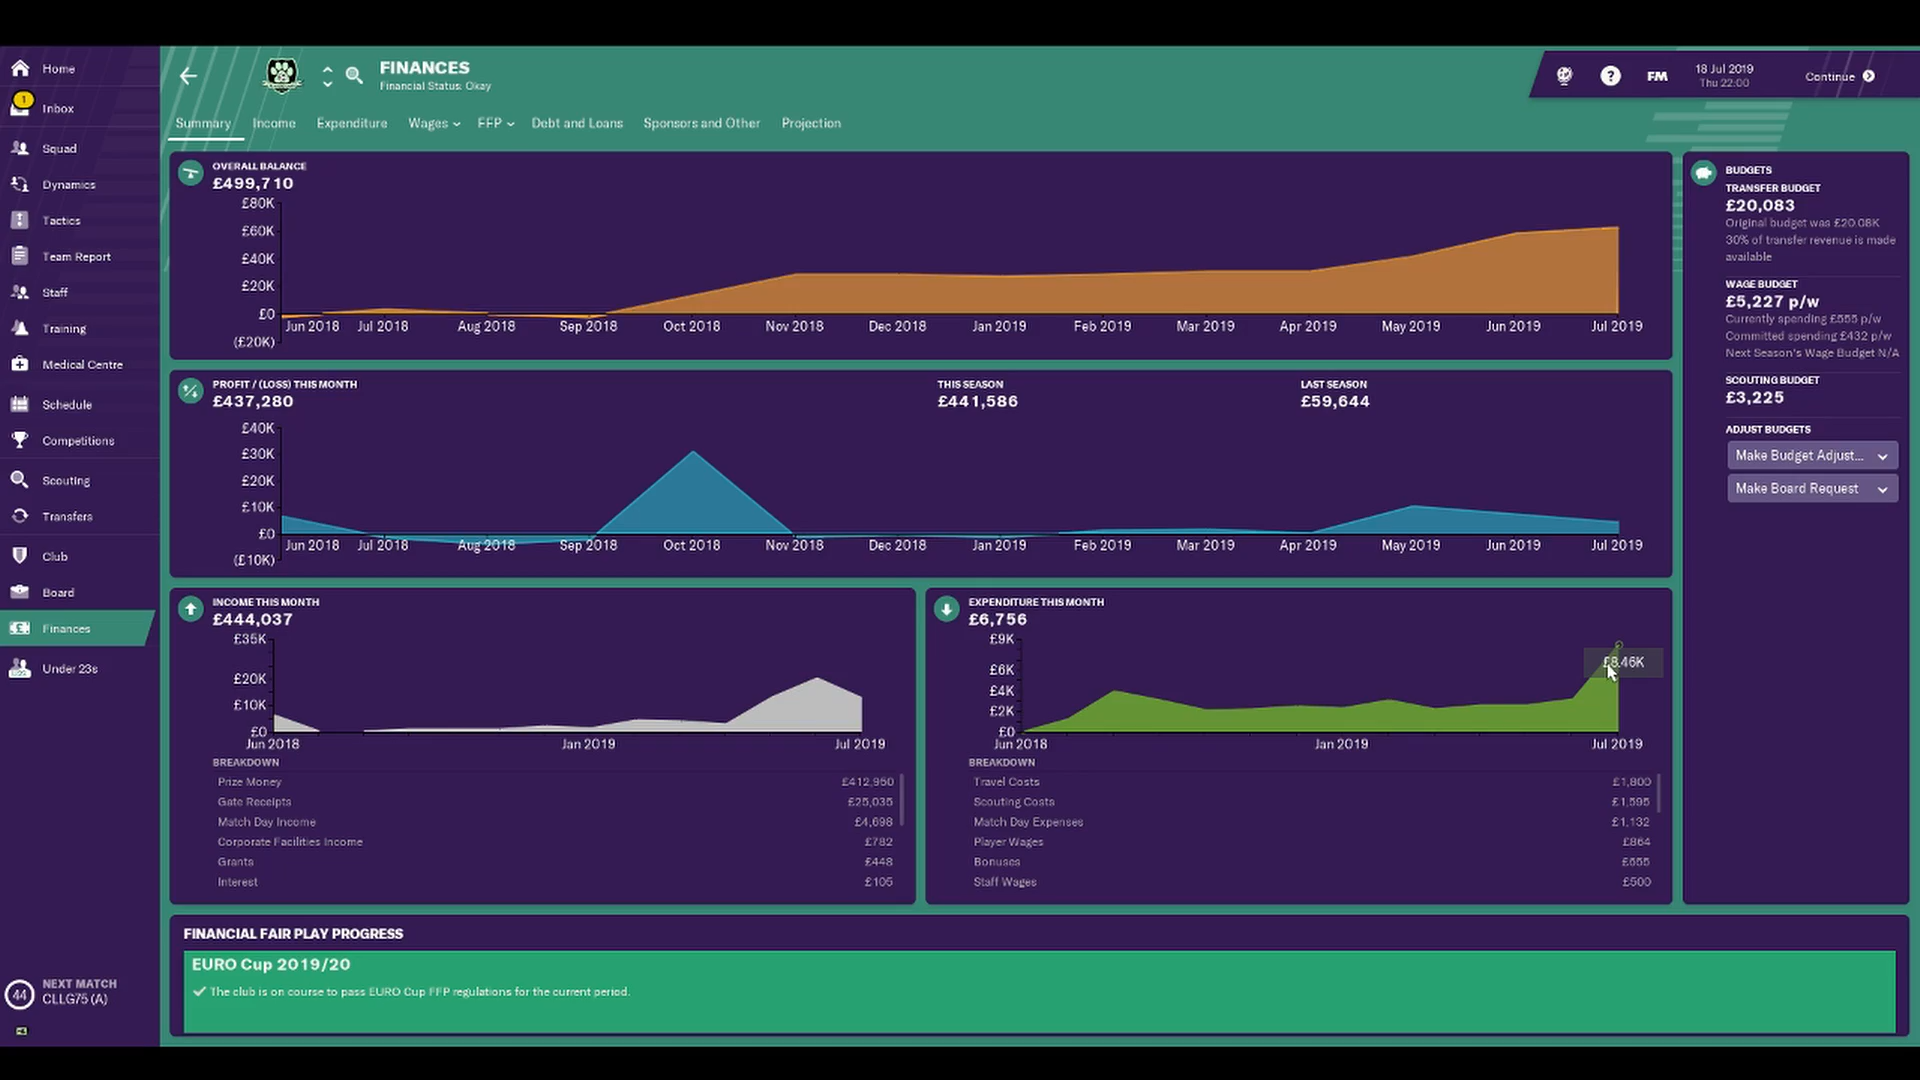 Home
1
Inbox
Squad
Dynamics
Tactics
Team Report
Staff
Training
Medical Centre
Schedule
Competitions
Scouting
Transfers
Club
Board
Finances
Under 23s
44
NEXT MATCH
CLLG75 (A)
FINANCES
Financial Status: Okay
?
FM
18 Jul 2019
Thu 22:00
Continue
Summary
Income
Expenditure
Wages
FFP
Debt and Loans
Sponsors and Other
Projection
OVERALL BALANCE
£499,710
£80K
£60K
£40K
£20K
£0
(£20K)
Jun 2018 Jul 2018 Aug 2018 Sep 2018 Oct 2018 Nov 2018 Dec 2018 Jan 2019 Feb 2019 Mar 2019 Apr 2019 May 2019 Jun 2019 Jul 2019
PROFIT / (LOSS) THIS MONTH
£437,280
THIS SEASON
£441,586
LAST SEASON
£59,644
£40K
£30K
£20K
£10K
£0
(£10K)
Jun 2018 Jul 2018 Aug 2018 Sep 2018 Oct 2018 Nov 2018 Dec 2018 Jan 2019 Feb 2019 Mar 2019 Apr 2019 May 2019 Jun 2019 Jul 2019
INCOME THIS MONTH
£444,037
£35K
£20K
£10K
£0
Jun 2018 Jan 2019 Jul 2019
BREAKDOWN
Prize Money £412,950
Gate Receipts £25,035
Match Day Income £4,698
Corporate Facilities Income £782
Grants £448
Interest £105
EXPENDITURE THIS MONTH
£6,756
£9K
£6K
£4K
£2K
£0
£8.46K
Jun 2018 Jan 2019 Jul 2019
BREAKDOWN
Travel Costs £1,800
Scouting Costs £1,595
Match Day Expenses £1,132
Player Wages £864
Bonuses £555
Staff Wages £500
BUDGETS
TRANSFER BUDGET
£20,083
Original budget was £20.08K
30% of transfer revenue is made
available
WAGE BUDGET
£5,227 p/w
Currently spending £555 p/w
Committed spending £432 p/w
Next Season's Wage Budget N/A
SCOUTING BUDGET
£3,225
ADJUST BUDGETS
Make Budget Adjust...
Make Board Request
FINANCIAL FAIR PLAY PROGRESS
EURO Cup 2019/20
The club is on course to pass EURO Cup FFP regulations for the current period.